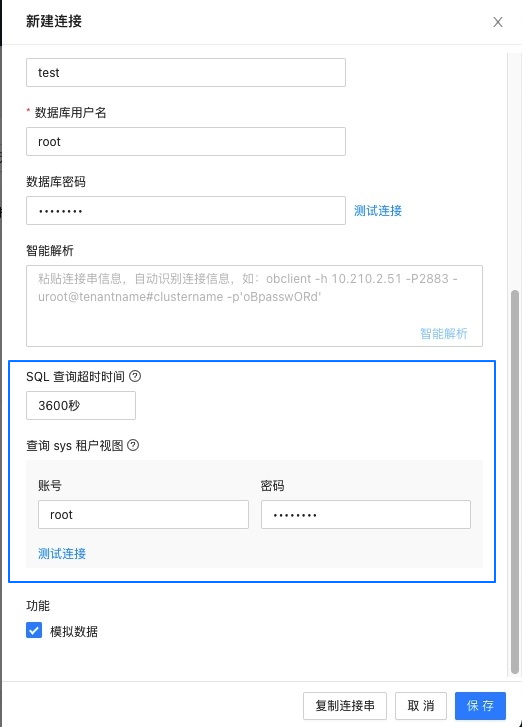 新建连接
test
* 数据库用户名
root
数据库密码
•••••••• 测试连接
智能解析
粘贴连接串信息，自动识别连接信息，如：obclient -h 10.210.2.51 -P2883 -
uroot@tenantname#clustername -p'oBpasswORd'
智能解析
SQL 查询超时时间 ?
3600秒
查询 sys 租户视图 ?
账号 密码
root ••••••••
测试连接
功能
模拟数据
复制连接串 取 消 保 存